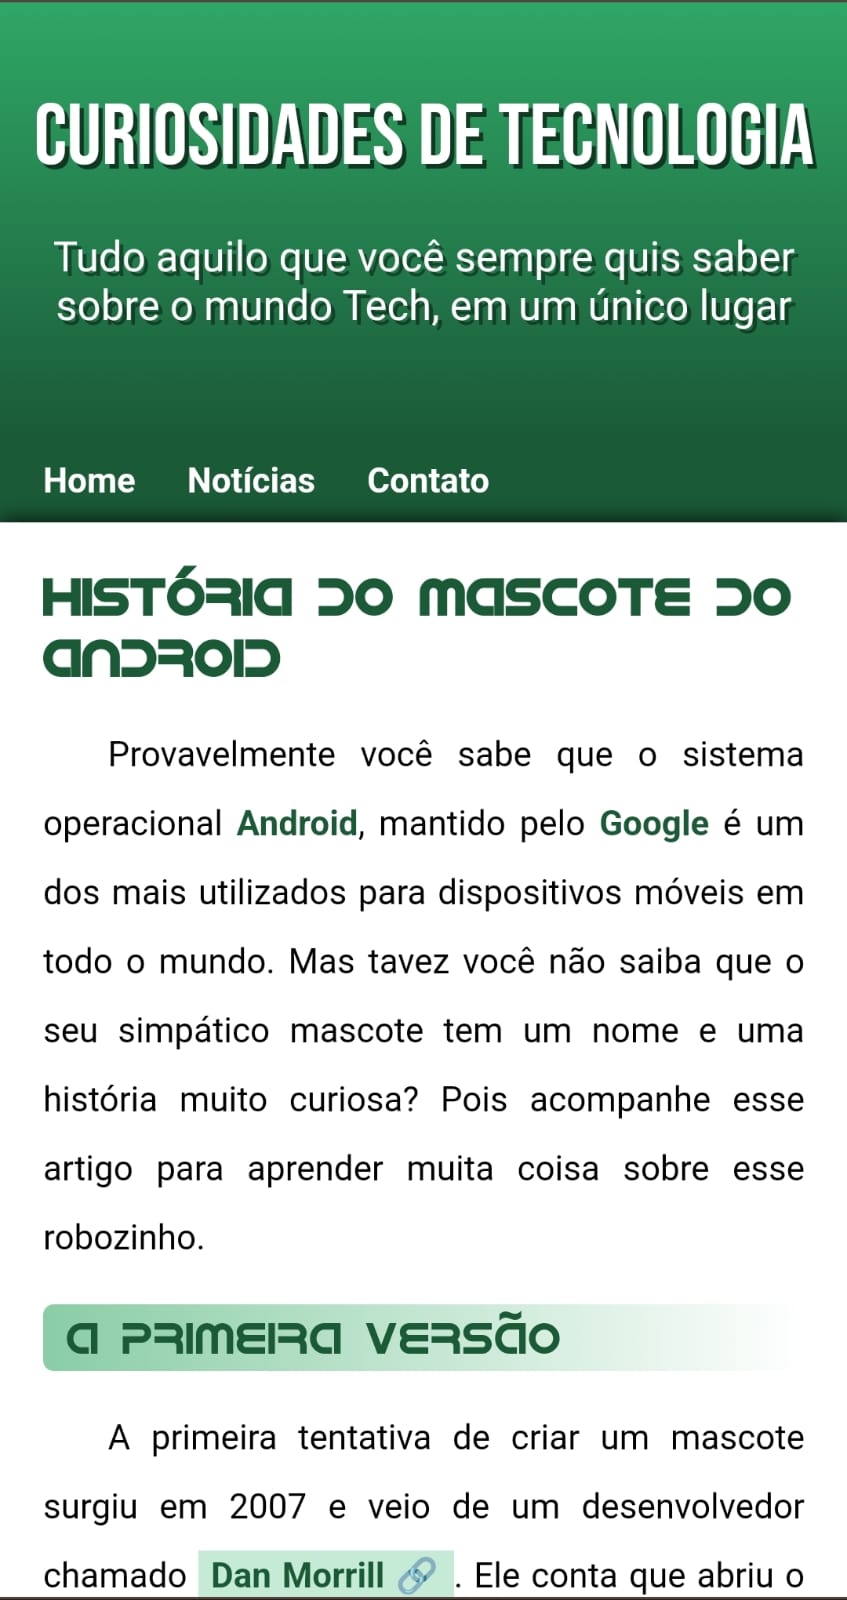 CURIOSIDADES DE TECNOLOGIA
Tudo aquilo que você sempre quis saber
sobre o mundo Tech, em um único lugar
Home Notícias Contato
HISTÓRIA DO MASCOTE DO
ANDROID
Provavelmente você sabe que o sistema
operacional Android, mantido pelo Google é um
dos mais utilizados para dispositivos móveis em
todo o mundo. Mas tavez você não saiba que o
seu simpático mascote tem um nome e uma
história muito curiosa? Pois acompanhe esse
artigo para aprender muita coisa sobre esse
robozinho.
A PRIMEIRA VERSÃO
A primeira tentativa de criar um mascote
surgiu em 2007 e veio de um desenvolvedor
chamado Dan Morrill 🔗 . Ele conta que abriu o